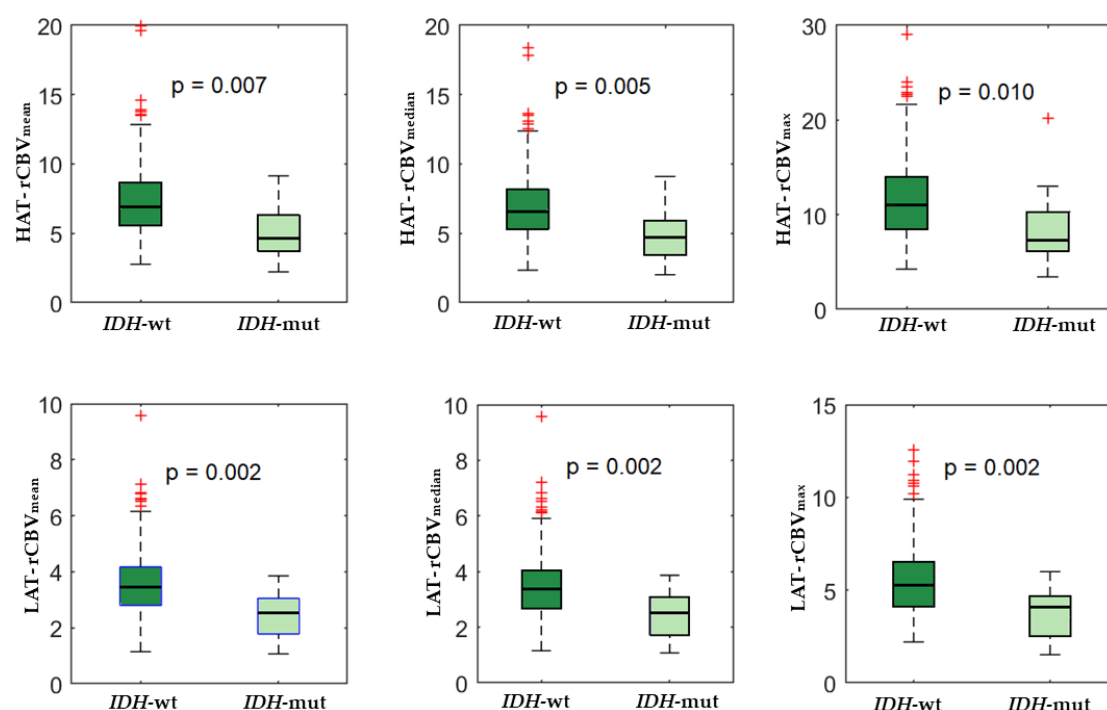 20
15
10
5
0
HAT-rCBVmean
p = 0.007
IDH-wt
IDH-mut
20
15
10
5
0
HAT-rCBVmedian
p = 0.005
IDH-wt
IDH-mut
30
20
10
0
HAT-rCBVmax
p = 0.010
IDH-wt
IDH-mut
10
8
6
4
2
0
LAT-rCBVmean
p = 0.002
IDH-wt
IDH-mut
10
8
6
4
2
0
LAT-rCBVmedian
p = 0.002
IDH-wt
IDH-mut
15
10
5
0
LAT-rCBVmax
p = 0.002
IDH-wt
IDH-mut